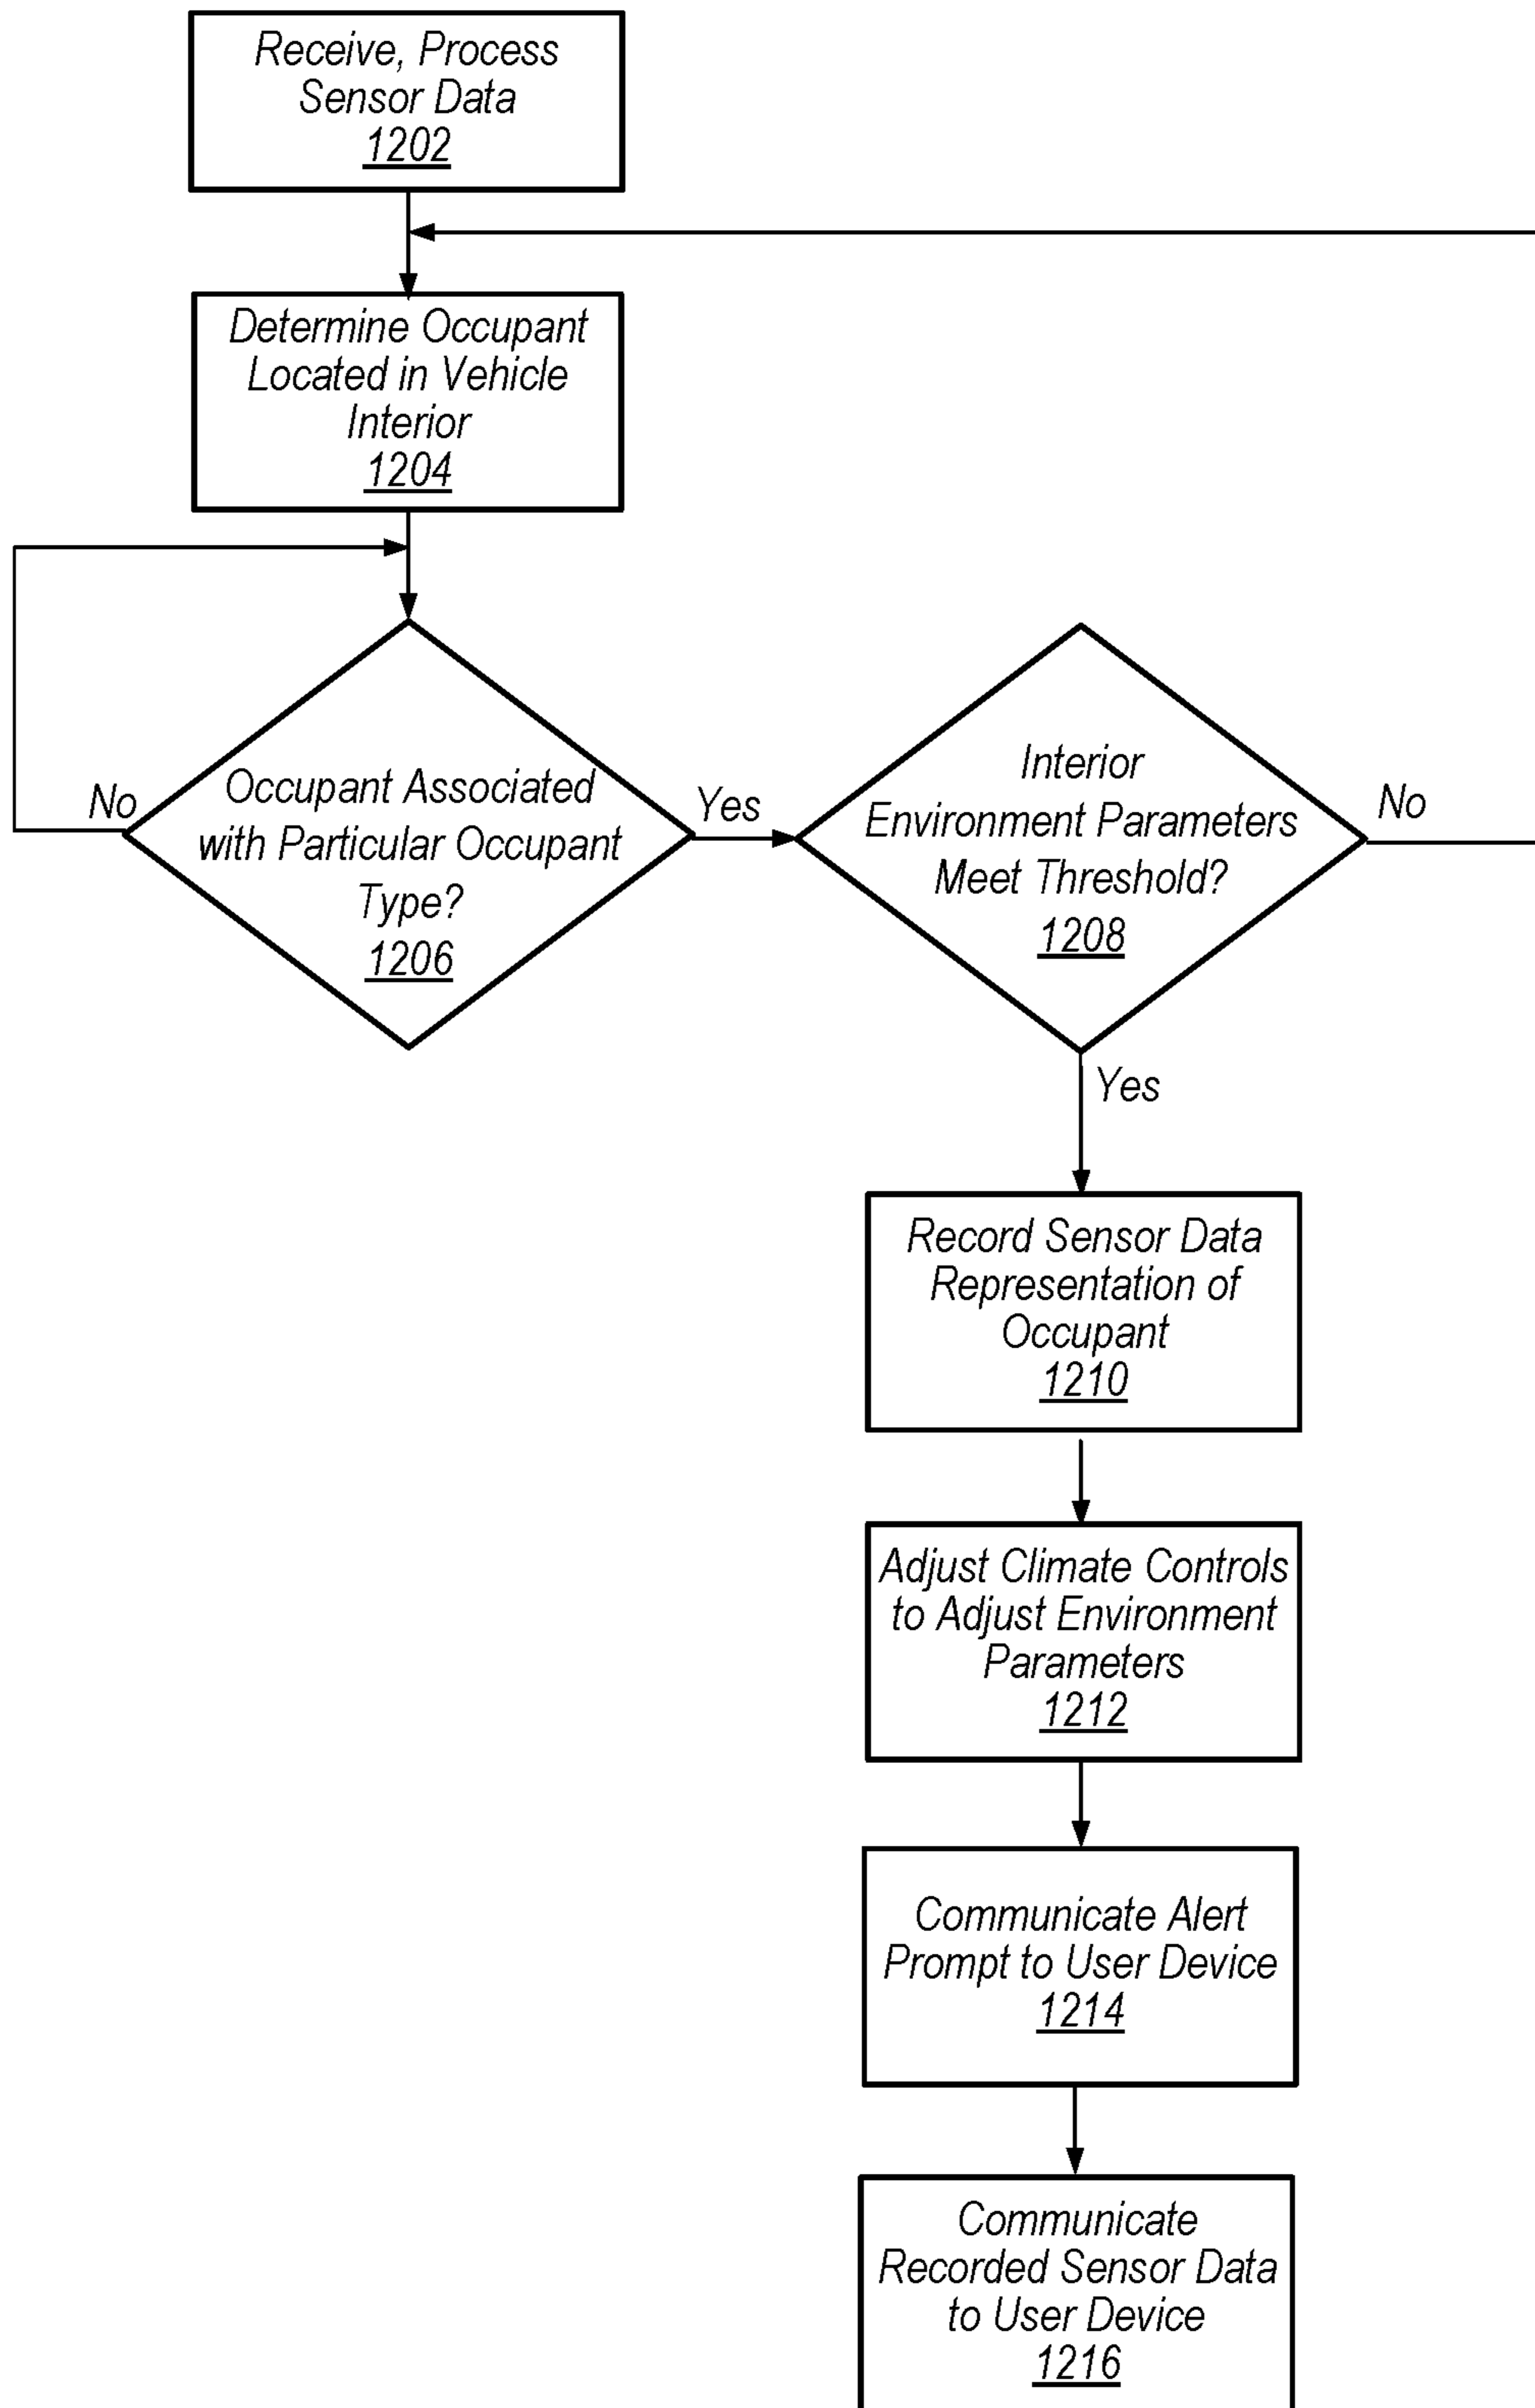 Receive, Process
Sensor Data
1202
Determine Occupant
Located in Vehicle
Interior
1204
No
Occupant Associated
with Particular Occupant
Type?
1206
Yes
Interior
Environment Parameters
Meet Threshold?
1208
No
Yes
Record Sensor Data
Representation of
Occupant
1210
Adjust Climate Controls
to Adjust Environment
Parameters
1212
Communicate Alert
Prompt to User Device
1214
Communicate
Recorded Sensor Data
to User Device
1216